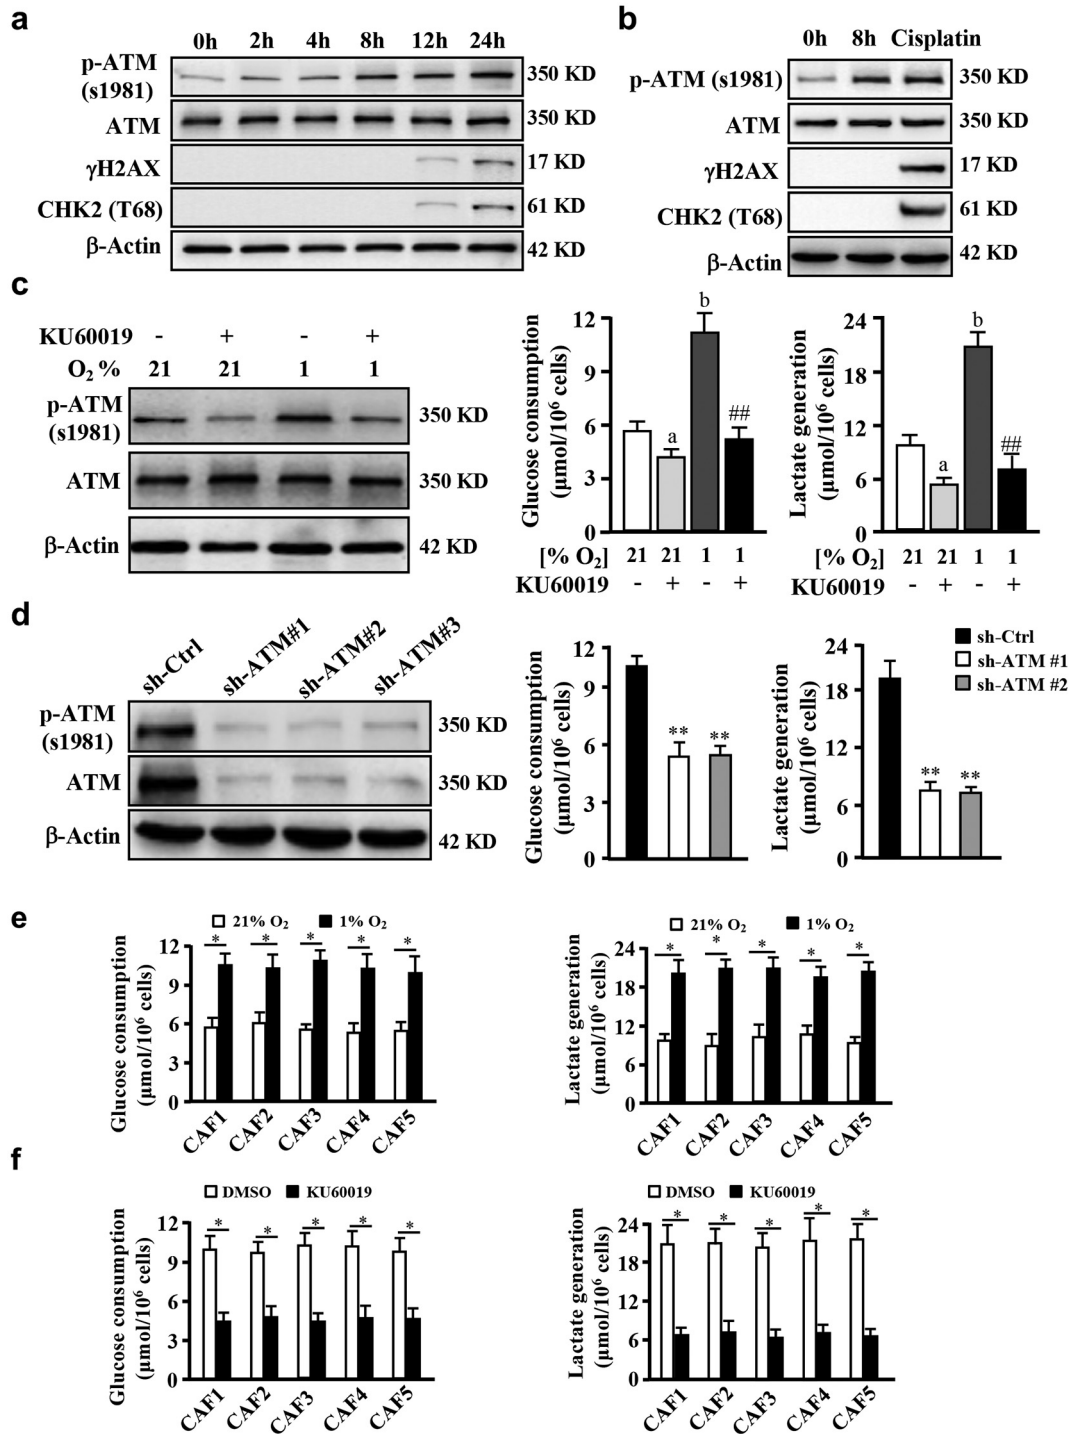 a
0h 2h 4h 8h 12h 24h
p-ATM
(s1981)
350 KD
ATM
350 KD
γH2AX
17 KD
CHK2 (T68)
61 KD
β-Actin
42 KD
b
0h 8h Cisplatin
p-ATM (s1981)
350 KD
ATM
350 KD
γH2AX
17 KD
CHK2 (T68)
61 KD
β-Actin
42 KD
c
KU60019 - + - +
O2 % 21 21 1 1
p-ATM
(s1981)
350 KD
ATM
350 KD
β-Actin
42 KD
Glucose consumption
(μmol/10⁶ cells)
12
9
6
3
0
a
b
##
[% O2] 21 21 1 1
KU60019 - + - +
Lactate generation
(μmol/10⁶ cells)
24
18
12
6
0
a
b
##
[% O2] 21 21 1 1
KU60019 - + - +
d
sh-Ctrl
sh-ATM#1
sh-ATM#2
sh-ATM#3
p-ATM
(s1981)
350 KD
ATM
350 KD
β-Actin
42 KD
Glucose consumption
(μmol/10⁶ cells)
12
9
6
3
0
** **
Lactate generation
(μmol/10⁶ cells)
24
18
12
6
0
** **
sh-Ctrl
sh-ATM #1
sh-ATM #2
e
21% O2 1% O2
Glucose consumption
(μmol/10⁶ cells)
12
9
6
3
0
* * * * *
CAF1 CAF2 CAF3 CAF4 CAF5
21% O2 1% O2
Lactate generation
(μmol/10⁶ cells)
24
18
12
6
0
* * * * *
CAF1 CAF2 CAF3 CAF4 CAF5
f
DMSO KU60019
Glucose consumption
(μmol/10⁶ cells)
12
9
6
3
0
* * * * *
CAF1 CAF2 CAF3 CAF4 CAF5
DMSO KU60019
Lactate generation
(μmol/10⁶ cells)
24
18
12
6
0
* * * * *
CAF1 CAF2 CAF3 CAF4 CAF5